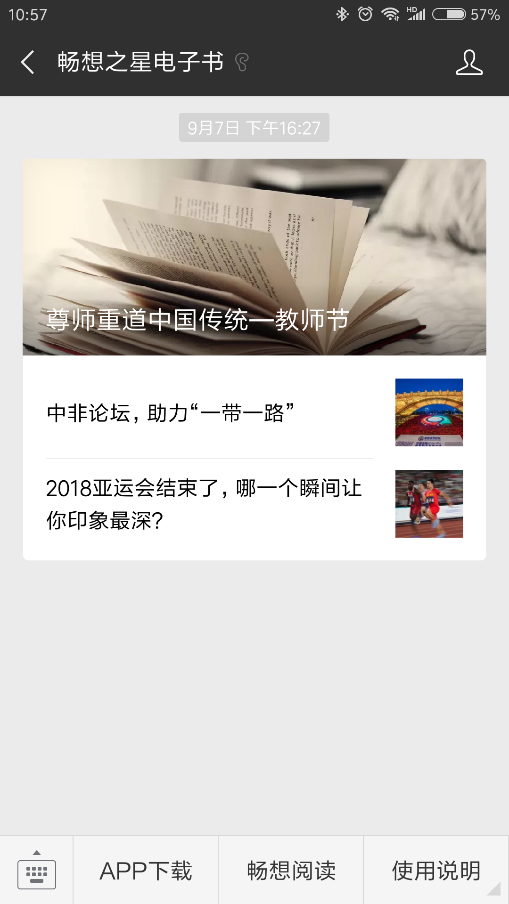 10:57
HD
57%
畅想之星电子书
9月7日 下午16:27
尊师重道中国传统—教师节
中非论坛，助力“一带一路”
2018亚运会结束了，哪一个瞬间让
你印象最深？
APP下载
畅想阅读
使用说明